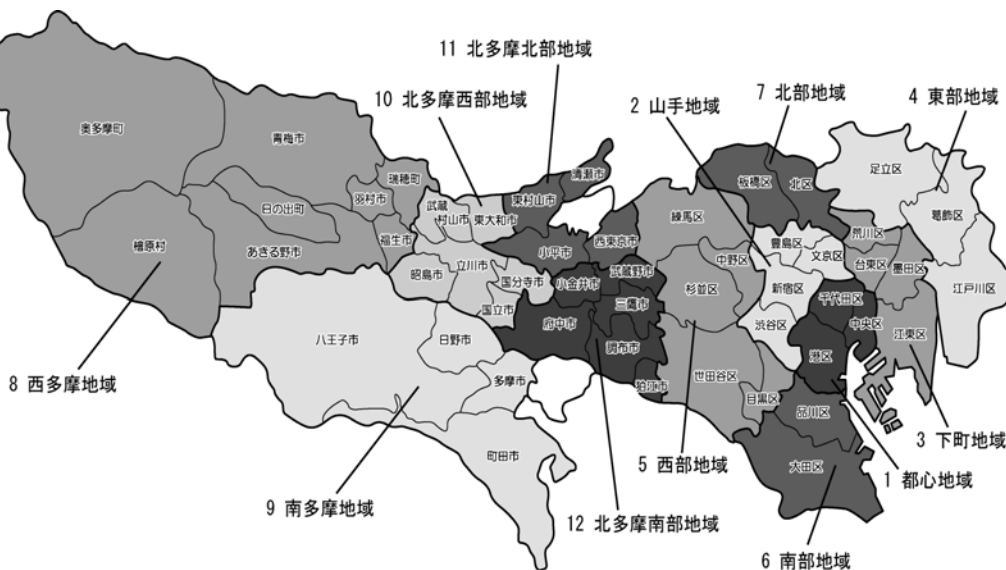 11 北多摩北部地域
10 北多摩西部地域
2 山手地域
7 北部地域
4 東部地域
奥多摩町
青梅市
瑞穂町
羽村市
日の出町
福生市
檜原村
あきる野市
武蔵
村山市
東大和市
東村山市
清瀬市
小平市
西東京市
昭島市
立川市
国分寺市
国立市
小金井市
武蔵野市
三鷹市
府中市
調布市
狛江市
八王子市
日野市
多摩市
町田市
板橋区
北区
足立区
葛飾区
練馬区
豊島区
文京区
荒川区
台東区
墨田区
中野区
杉並区
新宿区
千代田区
江戸川区
渋谷区
中央区
江東区
港区
世田谷区
目黒区
品川区
大田区
8 西多摩地域
9 南多摩地域
12 北多摩南部地域
5 西部地域
3 下町地域
1 都心地域
6 南部地域